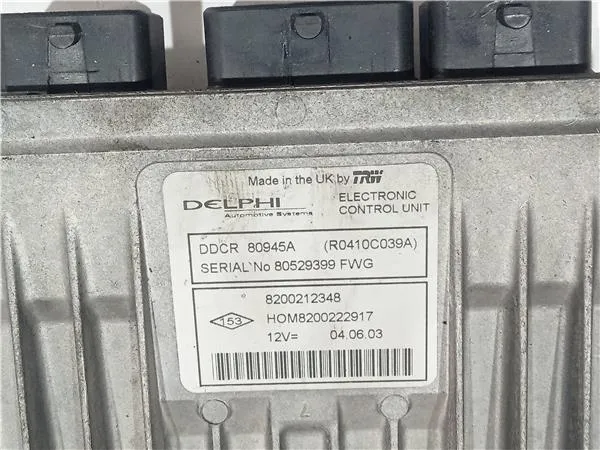 Made in the UK by TRW
DELPHI
Automotive Systems
ELECTRONIC
CONTROL UNIT
DDCR 80945A (R0410C039A)
SERIAL No 80529399 FWG
8200212348
153
HOM8200222917
12V= 04.06.03
7